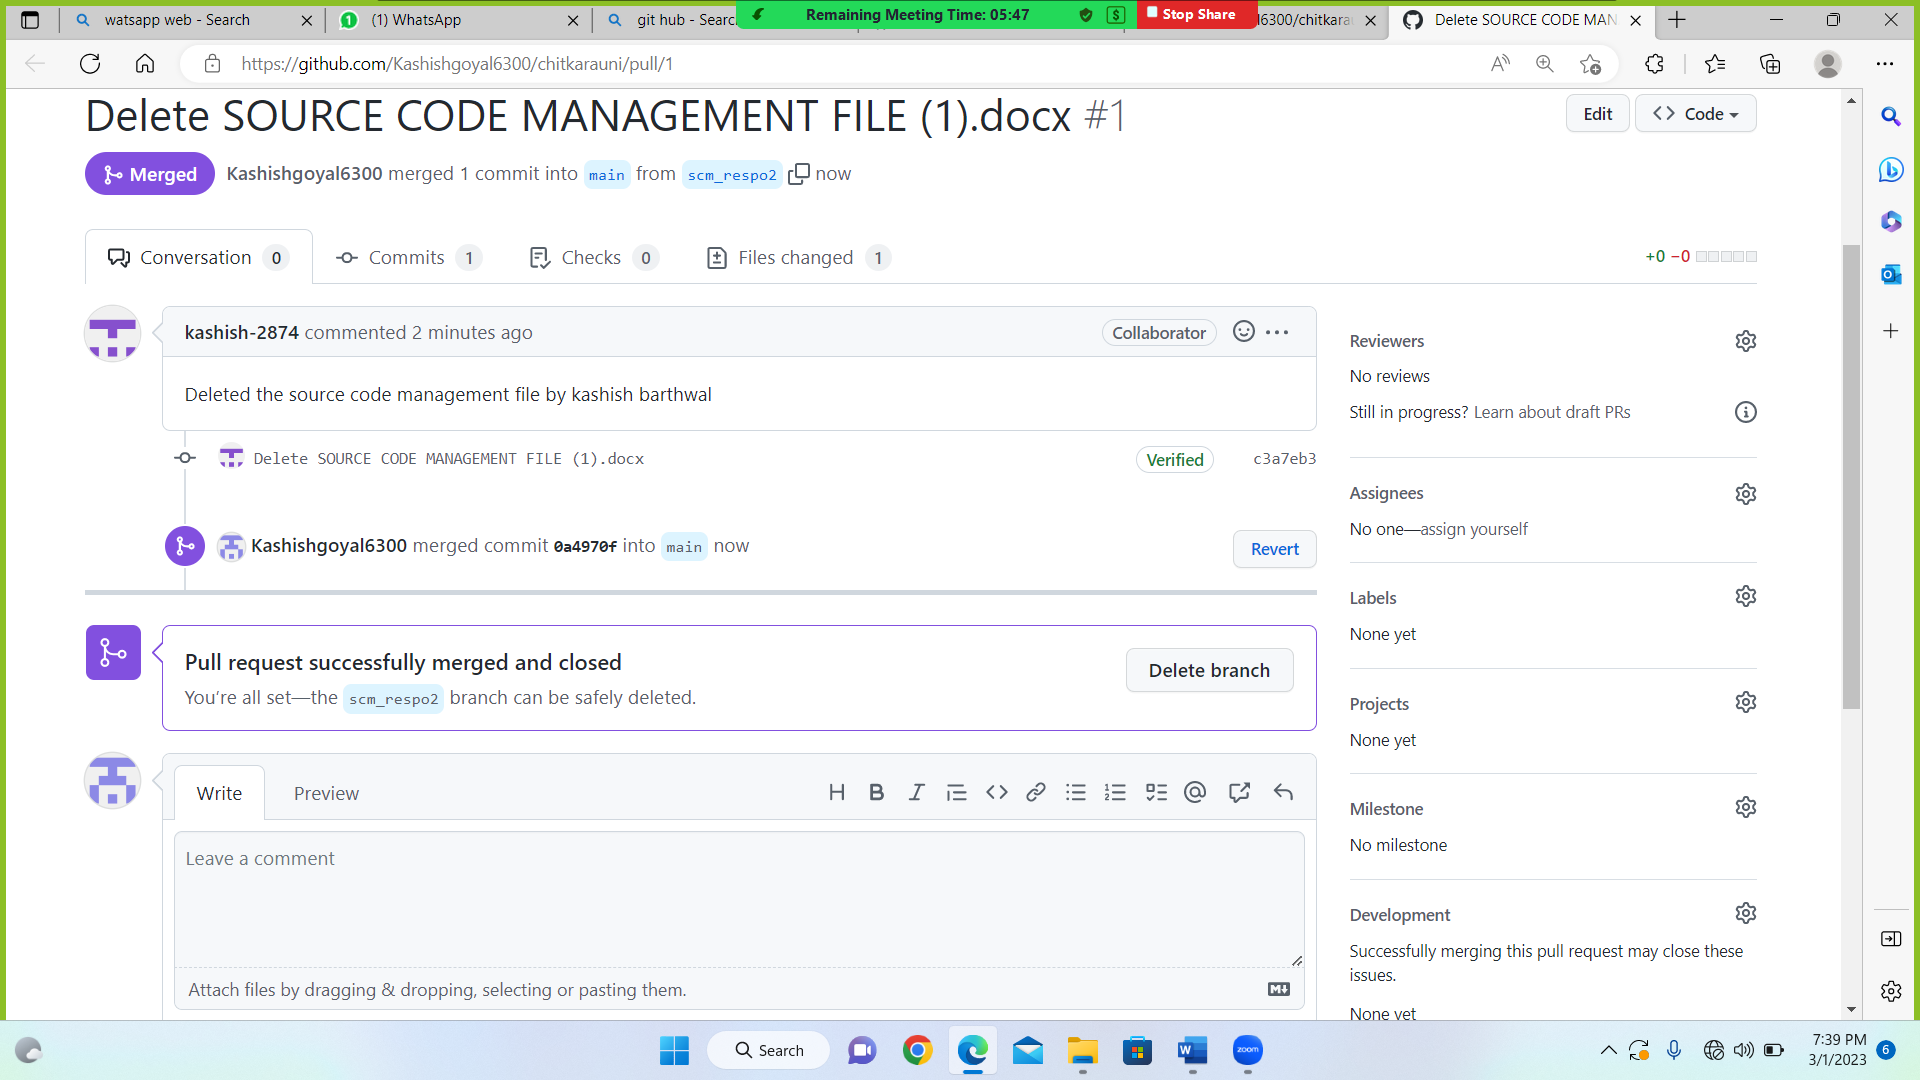 watsapp web - Search
(1) WhatsApp
git hub - Searc
Remaining Meeting Time: 05:47
Stop Share
6300/chitkarau
Delete SOURCE CODE MAN
https://github.com/Kashishgoyal6300/chitkarauni/pull/1
Delete SOURCE CODE MANAGEMENT FILE (1).docx #1
Edit
Code
Merged
Kashishgoyal6300 merged 1 commit into main from scm_respo2 now
Conversation 0
Commits 1
Checks 0
Files changed 1
+0 −0
kashish-2874 commented 2 minutes ago
Collaborator
Deleted the source code management file by kashish barthwal
Delete SOURCE CODE MANAGEMENT FILE (1).docx
Verified
c3a7eb3
Kashishgoyal6300 merged commit 0a4970f into main now
Revert
Pull request successfully merged and closed
You're all set—the scm_respo2 branch can be safely deleted.
Delete branch
Write
Preview
Leave a comment
Attach files by dragging & dropping, selecting or pasting them.
Reviewers
No reviews
Still in progress? Learn about draft PRs
Assignees
No one—assign yourself
Labels
None yet
Projects
None yet
Milestone
No milestone
Development
Successfully merging this pull request may close these
issues.
None yet
Search
zoom
7:39 PM
3/1/2023
6